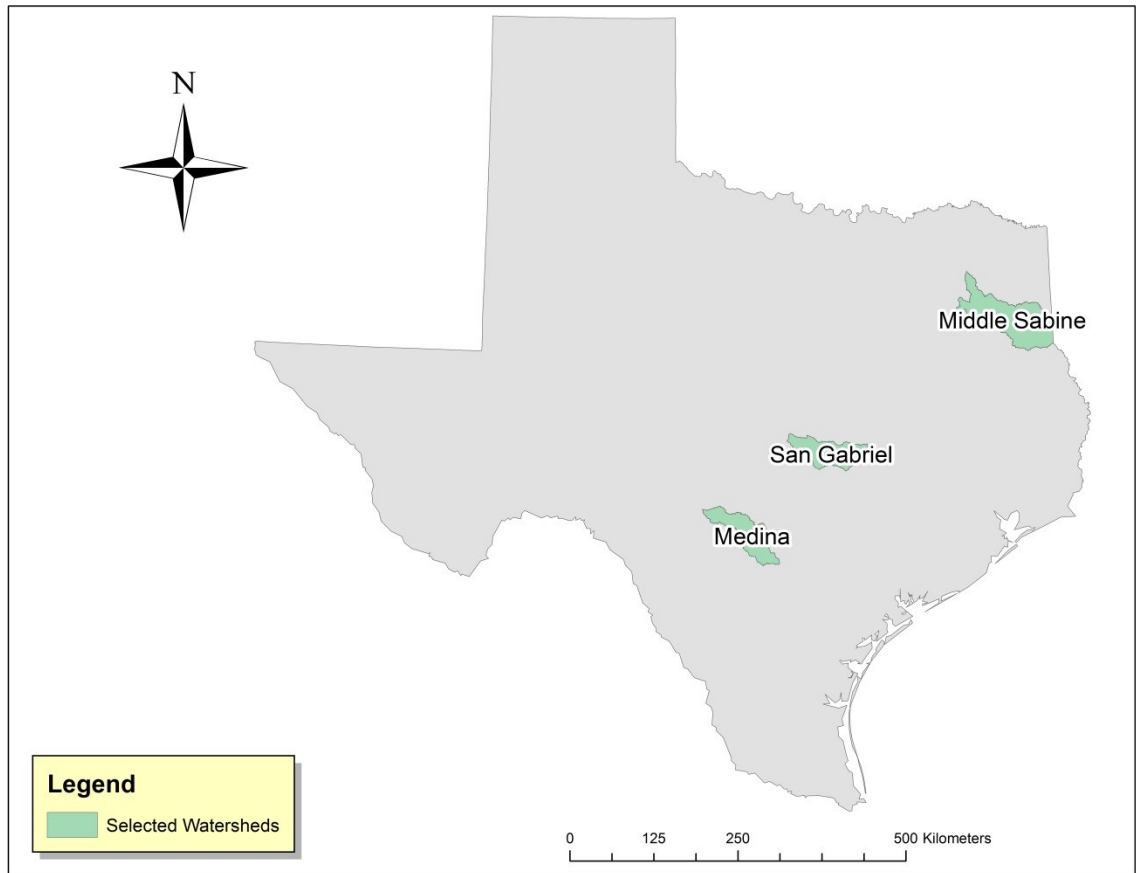 N
Middle Sabine
San Gabriel
Medina
Legend
Selected Watersheds
0 125 250 500 Kilometers